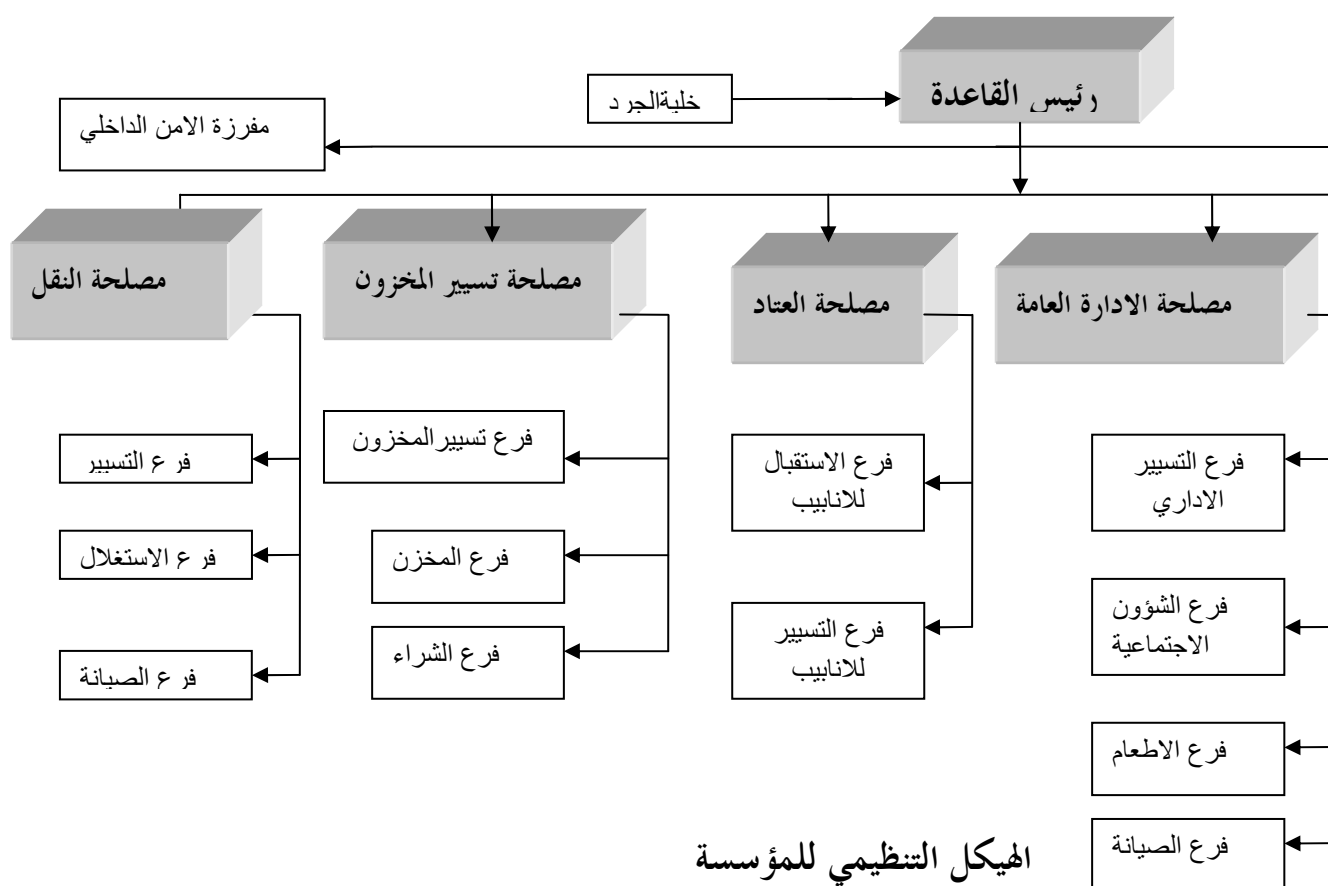 رئيس القاعدة
خلية الجرد
مفرزة الامن الداخلي
مصلحة الادارة العامة
مصلحة العتاد
مصلحة تسيير المخزون
مصلحة النقل
فرع التسيير
الاداري
فرع الشؤون
الاجتماعية
فرع الاطعام
فرع الصيانة
فرع الاستقبال
للانابيب
فرع التسيير
للانابيب
فرع تسيير المخزون
فرع المخزن
فرع الشراء
فرع التسيير
فرع الاستغلال
فرع الصيانة
الهيكل التنظيمي للمؤسسة